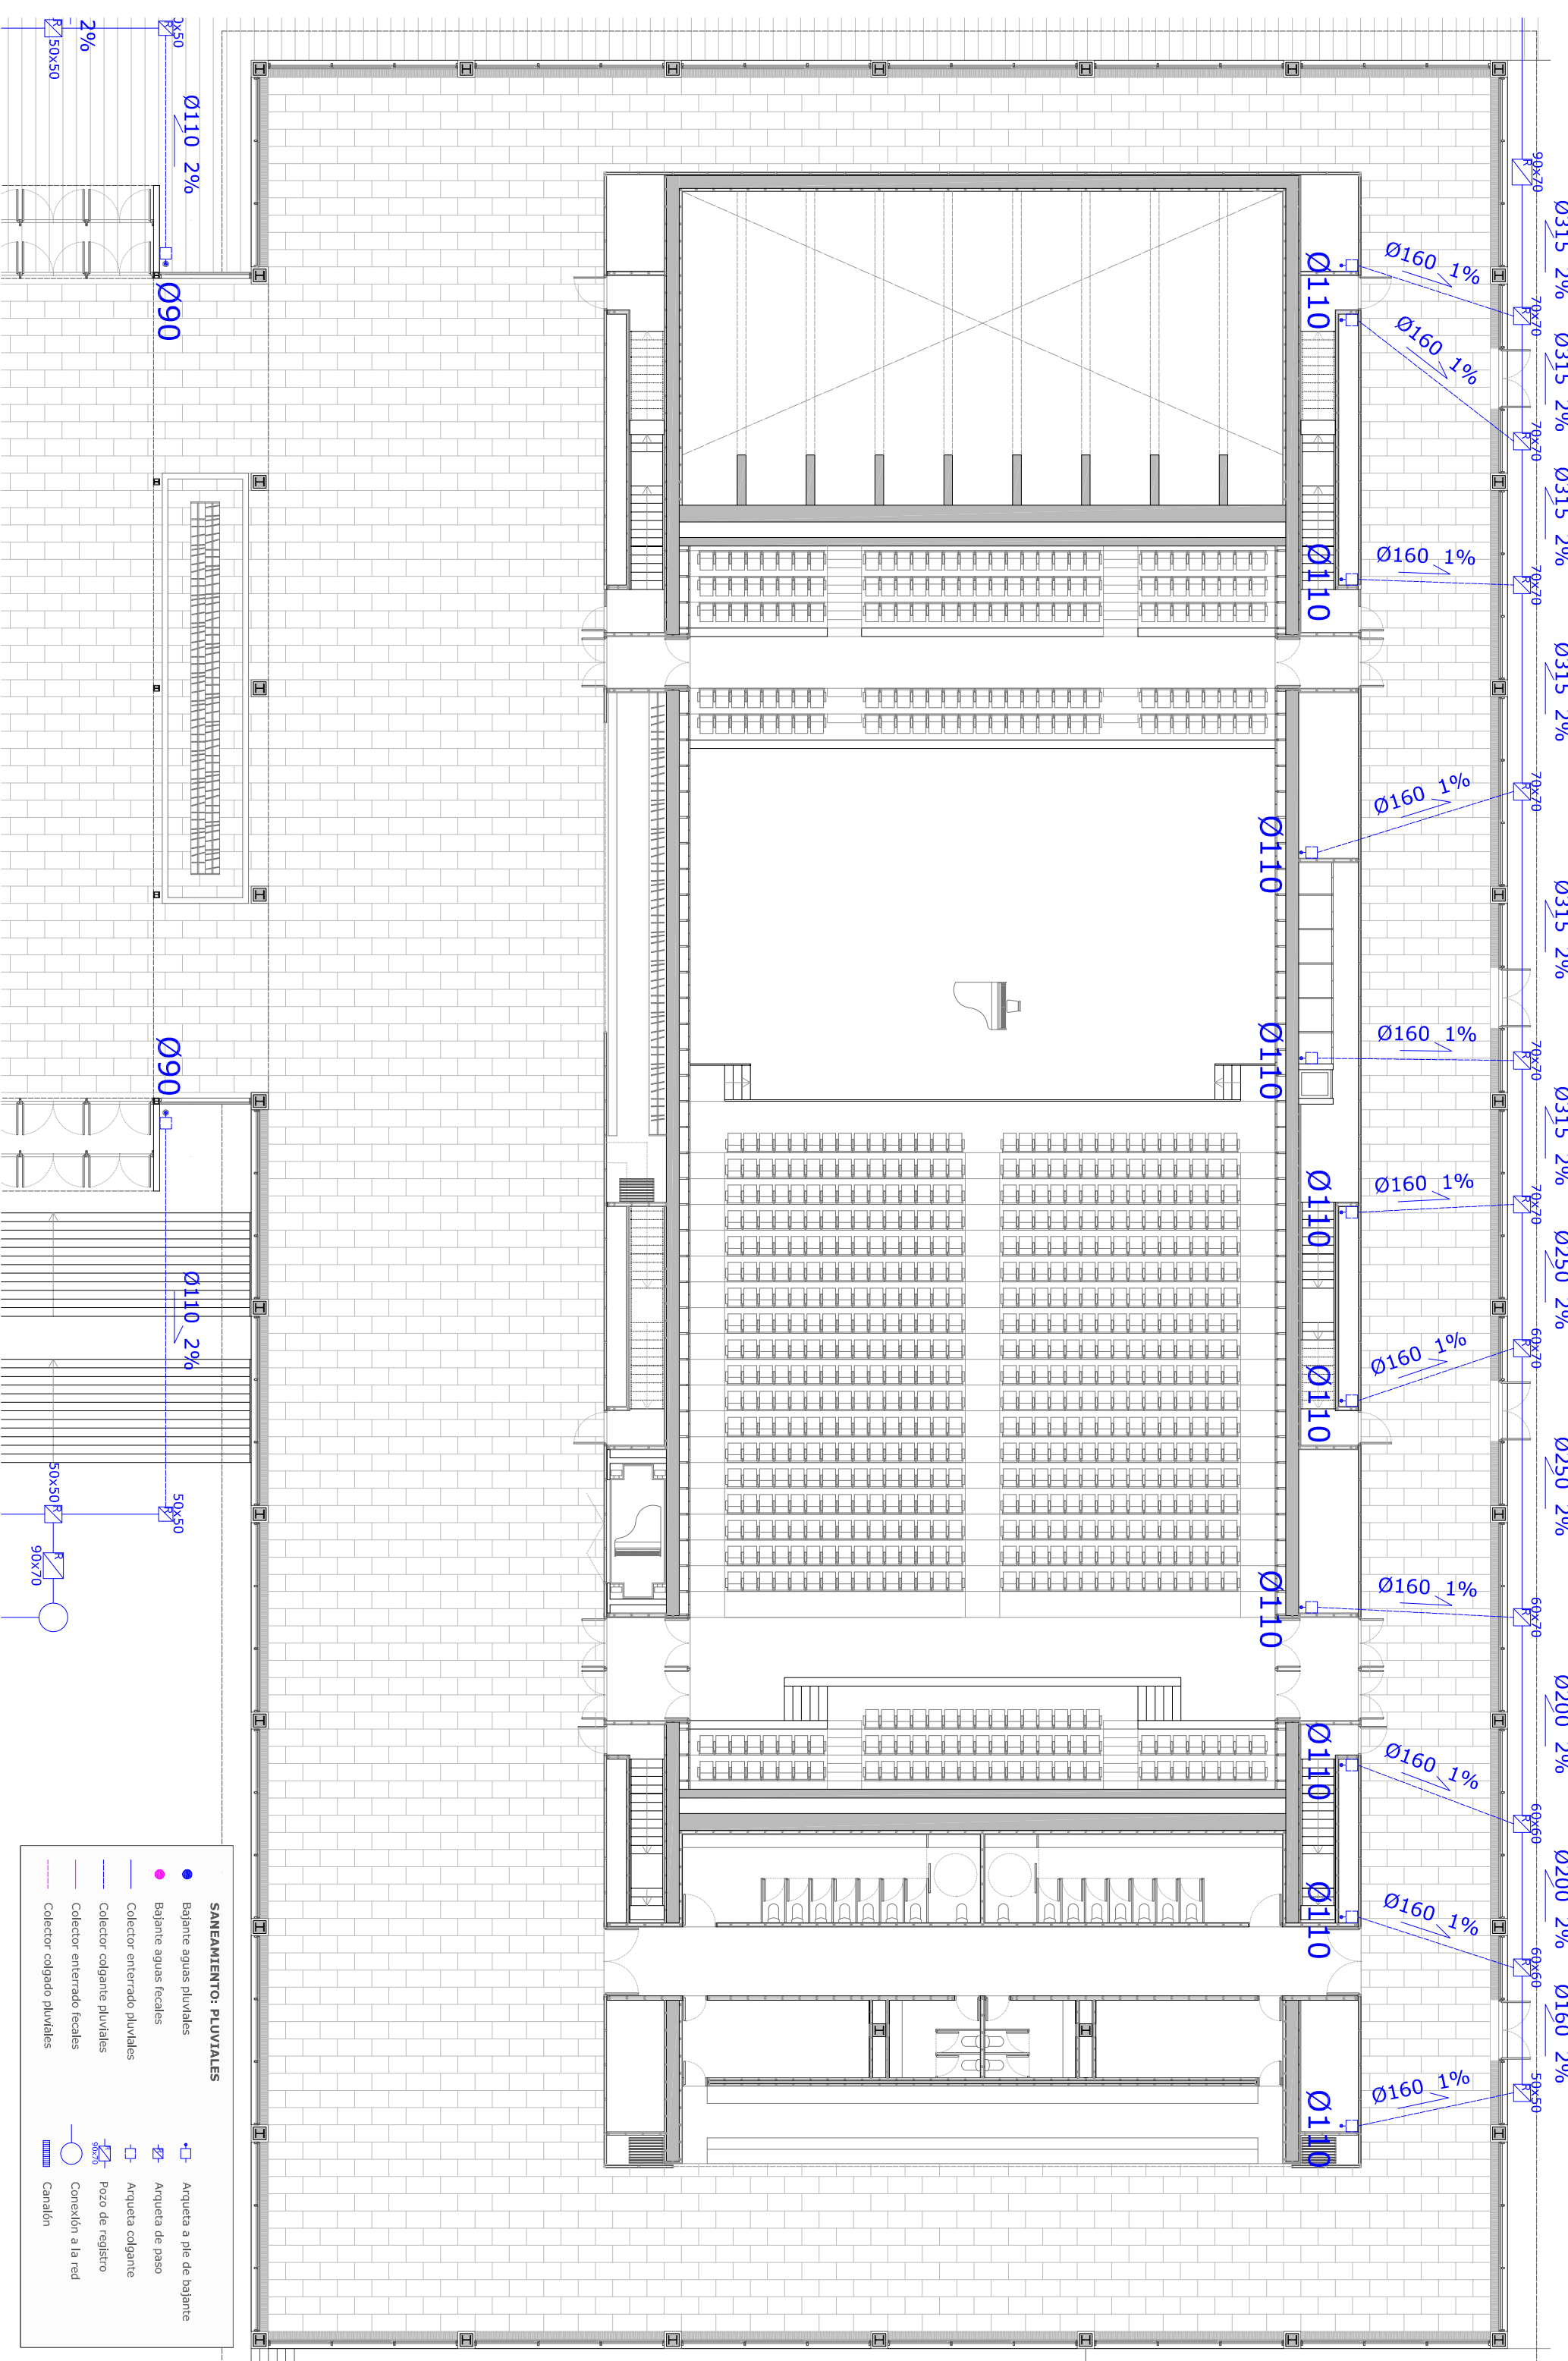 Ø315 2% Ø315 2% Ø315 2% Ø315 2% Ø315 2% Ø315 2% Ø250 2% Ø250 2% Ø200 2% Ø200 2% Ø160 2%
90x70 70x70 70x70 70x70 70x70 70x70 70x70 60x70 60x70 60x60 60x60 50x50
R R R R R R R R R R R R
Ø160 1% Ø160 1% Ø160 1% Ø160 1% Ø160 1% Ø160 1% Ø160 1% Ø160 1% Ø160 1% Ø160 1% Ø160 1%
Ø110 Ø110 Ø110 Ø110 Ø110 Ø110 Ø110
Ø110 Ø110 Ø110
Ø110 2% Ø110 2%
x50 50x50
R R
Ø90 Ø90
2%
50x50 50x50
R R R
90x70
SANEAMIENTO: PLUVIALES
Bajante aguas pluviales
Bajante aguas fecales
Colector enterrado pluviales
Colector colgante pluviales
Colector enterrado fecales
Colector colgado pluviales
Arqueta a pie de bajante
Arqueta de paso
Arqueta colgante
90x70 Pozo de registro
Conexión a la red
Canalón